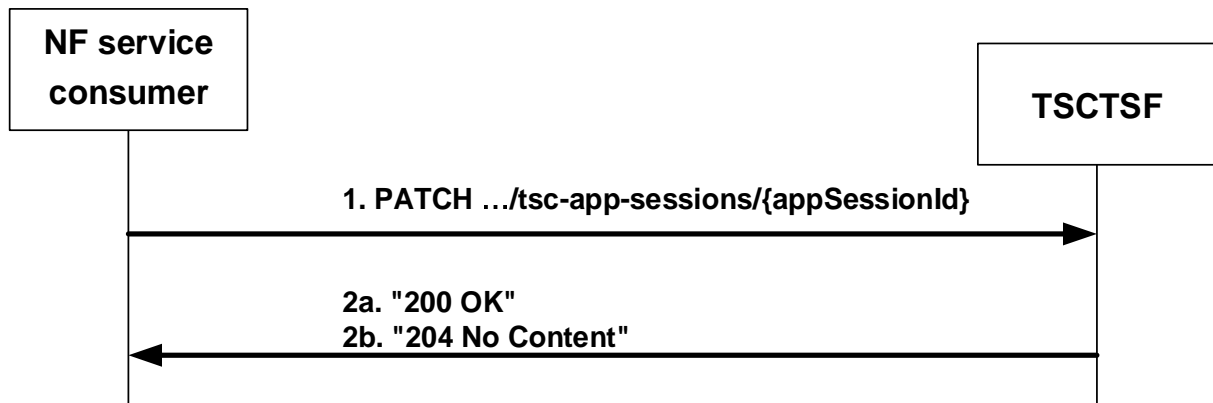 NF service
consumer
TSCTSF
1. PATCH …/tsc-app-sessions/{appSessionId}
2a. "200 OK"
2b. "204 No Content"